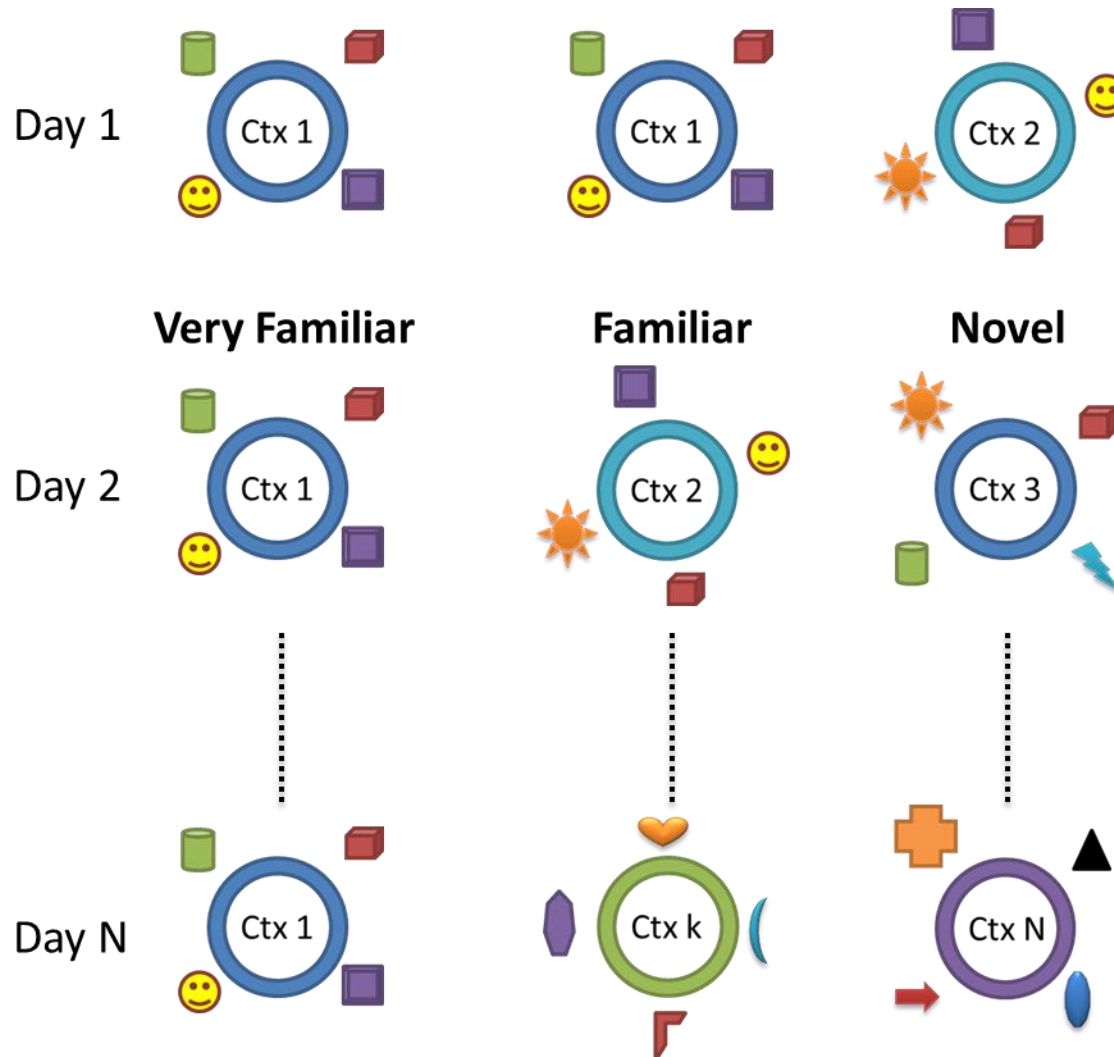 Day 1
Ctx 1
Ctx 1
Ctx 2
Very Familiar
Familiar
Novel
Day 2
Ctx 1
Ctx 2
Ctx 3
Day N
Ctx 1
Ctx k
Ctx N